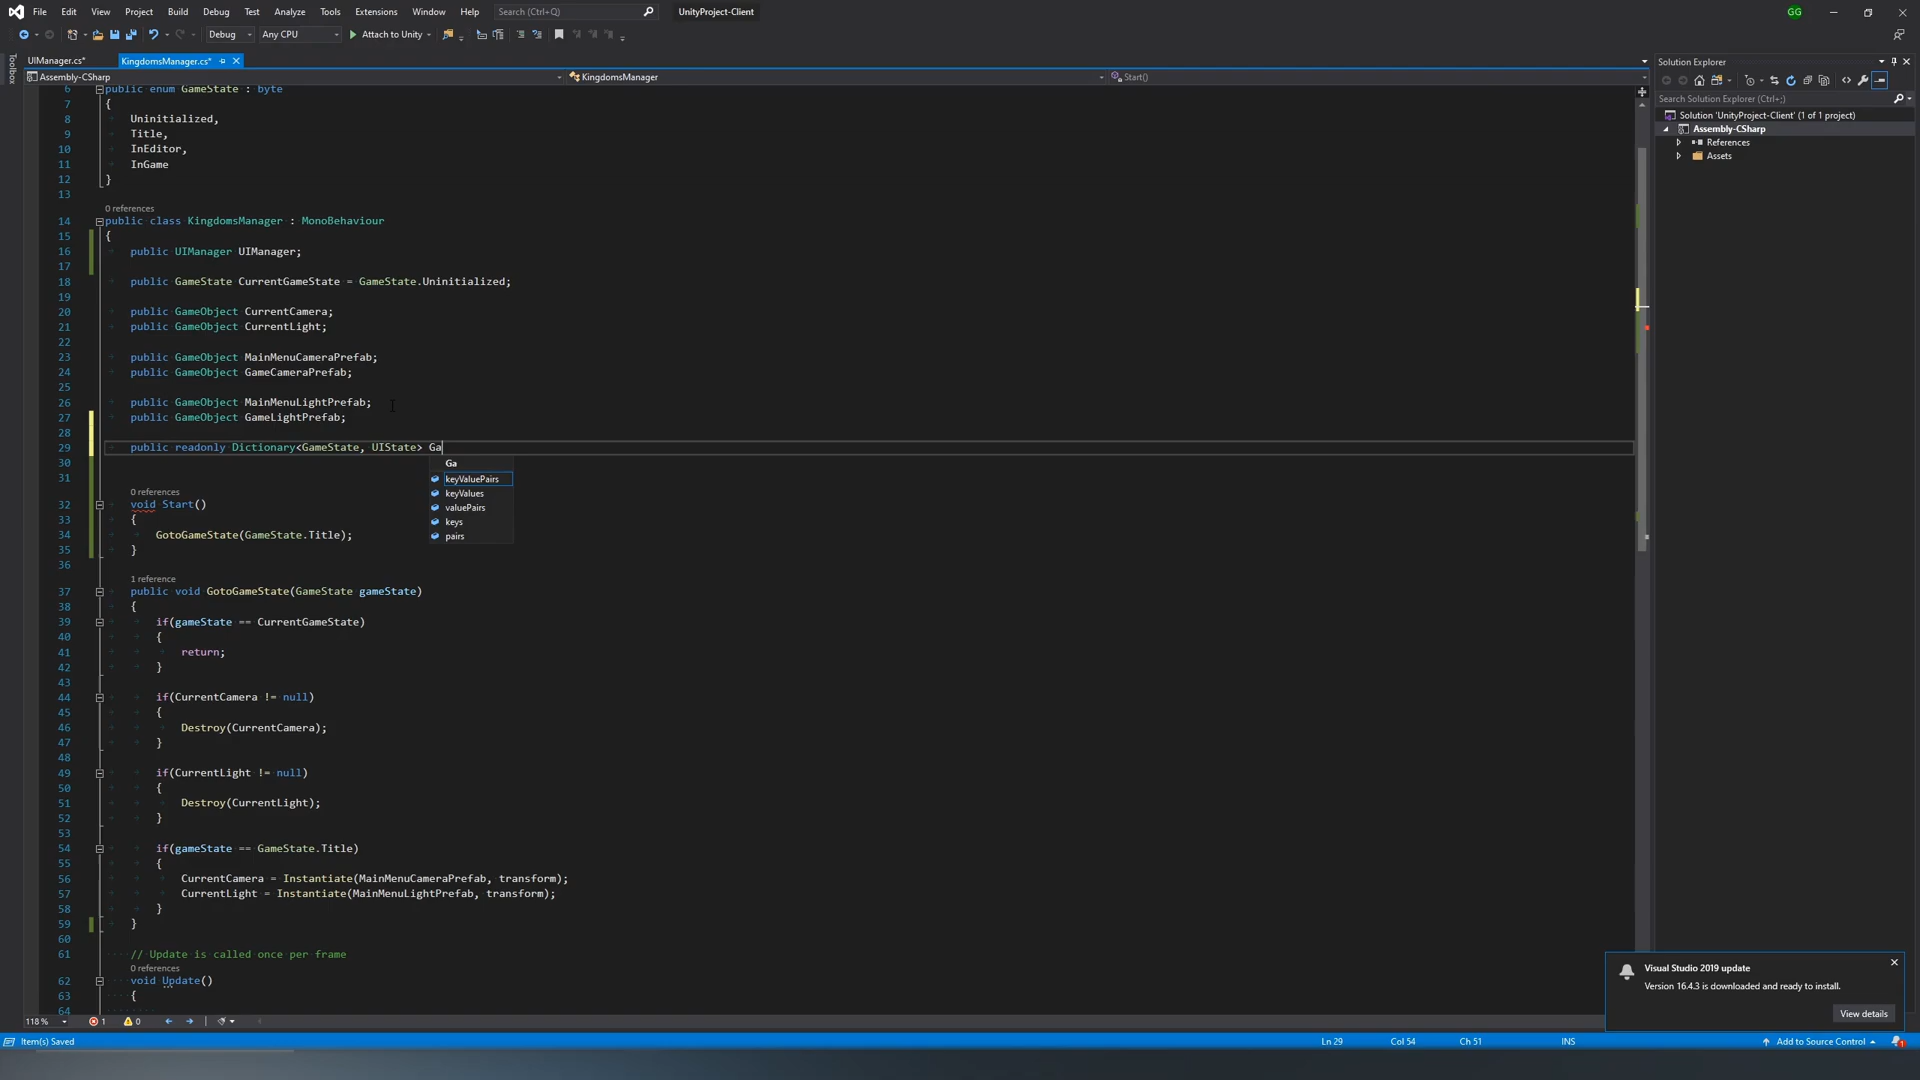 File Edit View Project Build Debug Test Analyze Tools Extensions Window Help Search (Ctrl+Q) UnityProject-Client GG
Debug Any CPU Attach to Unity
Toolbox
UIManager.cs* KingdomsManager.cs*
Assembly-CSharp KingdomsManager Start()
6 public enum GameState : byte
7 {
8 Uninitialized,
9 Title,
10 InEditor,
11 InGame
12 }
13
0 references
14 public class KingdomsManager : MonoBehaviour
15 {
16 public UIManager UIManager;
17
18 public GameState CurrentGameState = GameState.Uninitialized;
19
20 public GameObject CurrentCamera;
21 public GameObject CurrentLight;
22
23 public GameObject MainMenuCameraPrefab;
24 public GameObject GameCameraPrefab;
25
26 public GameObject MainMenuLightPrefab;
27 public GameObject GameLightPrefab;
28
29 public readonly Dictionary<GameState, UIState> Ga
30 Ga
31 keyValuePairs
keyValues
0 references valuePairs
32 void Start()
33 { keys
34 GotoGameState(GameState.Title); pairs
35 }
36
1 reference
37 public void GotoGameState(GameState gameState)
38 {
39 if(gameState == CurrentGameState)
40 {
41 return;
42 }
43
44 if(CurrentCamera != null)
45 {
46 Destroy(CurrentCamera);
47 }
48
49 if(CurrentLight != null)
50 {
51 Destroy(CurrentLight);
52 }
53
54 if(gameState == GameState.Title)
55 {
56 CurrentCamera = Instantiate(MainMenuCameraPrefab, transform);
57 CurrentLight = Instantiate(MainMenuLightPrefab, transform);
58 }
59 }
60
61 // Update is called once per frame
0 references
62 void Update()
63 {
64
118 % 1 0
Item(s) Saved Ln 29 Col 54 Ch 51 INS Add to Source Control 1
Solution Explorer
Search Solution Explorer (Ctrl+;)
Solution 'UnityProject-Client' (1 of 1 project)
Assembly-CSharp
References
Assets
Visual Studio 2019 update
Version 16.4.3 is downloaded and ready to install.
View details